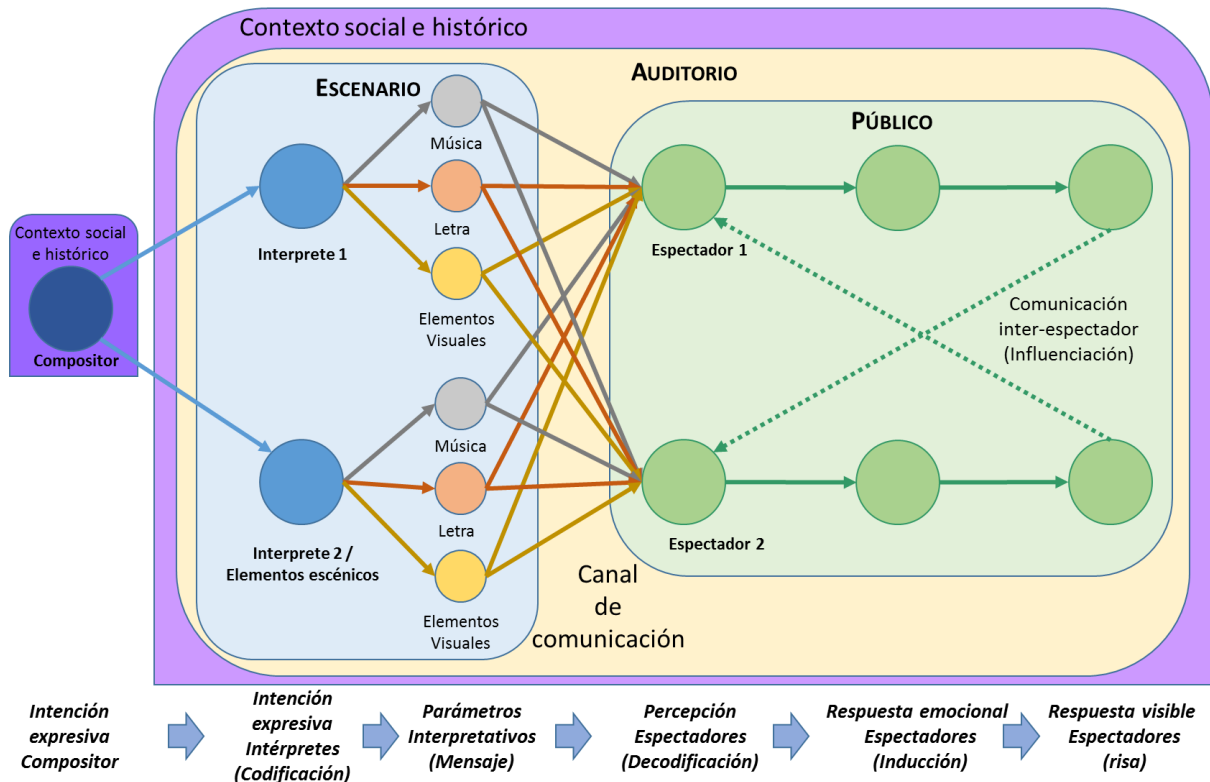 Contexto social e histórico
AUDITORIO
ESCENARIO
PÚBLICO
Música
Letra
Elementos
Visuales
Interprete 1
Contexto social
e histórico
Compositor
Espectador 1
Comunicación
inter-espectador
(Influenciación)
Música
Letra
Elementos
Visuales
Interprete 2 /
Elementos escénicos
Espectador 2
Canal
de
comunicación
Intención
expresiva
Compositor
Intención
expresiva
Intérpretes
(Codificación)
Parámetros
Interpretativos
(Mensaje)
Percepción
Espectadores
(Decodificación)
Respuesta emocional
Espectadores
(Inducción)
Respuesta visible
Espectadores
(risa)